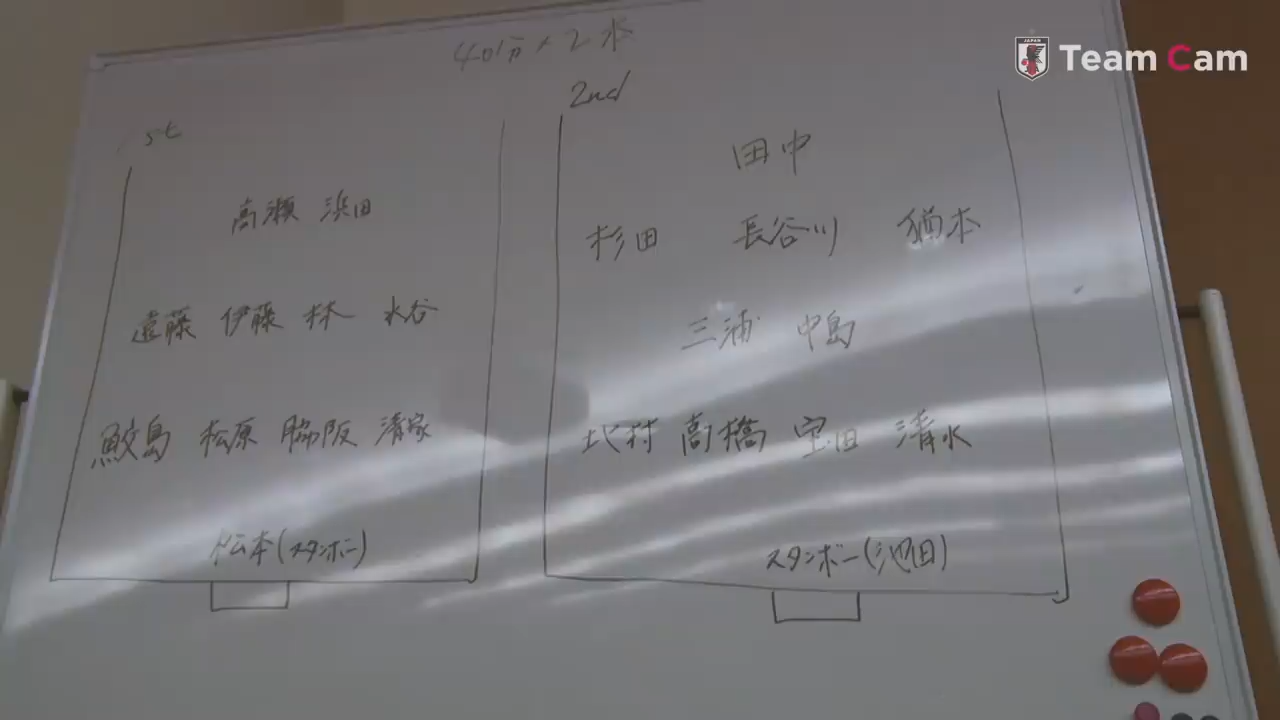 JAPAN
Team Cam
40分×2本
1st
高瀬 浜田
遠藤 伊藤 林 水谷
鮫島 松原 脇阪 清家
松本(スタンボー)
2nd
田中
杉田 長谷川 猶本
三浦 中島
北村 高橋 宝田 清水
スタンボー(池田)